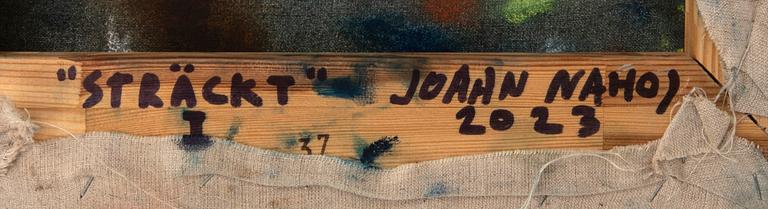 "STRÄCKT" JOAHN NAHOJ
I 2023
37